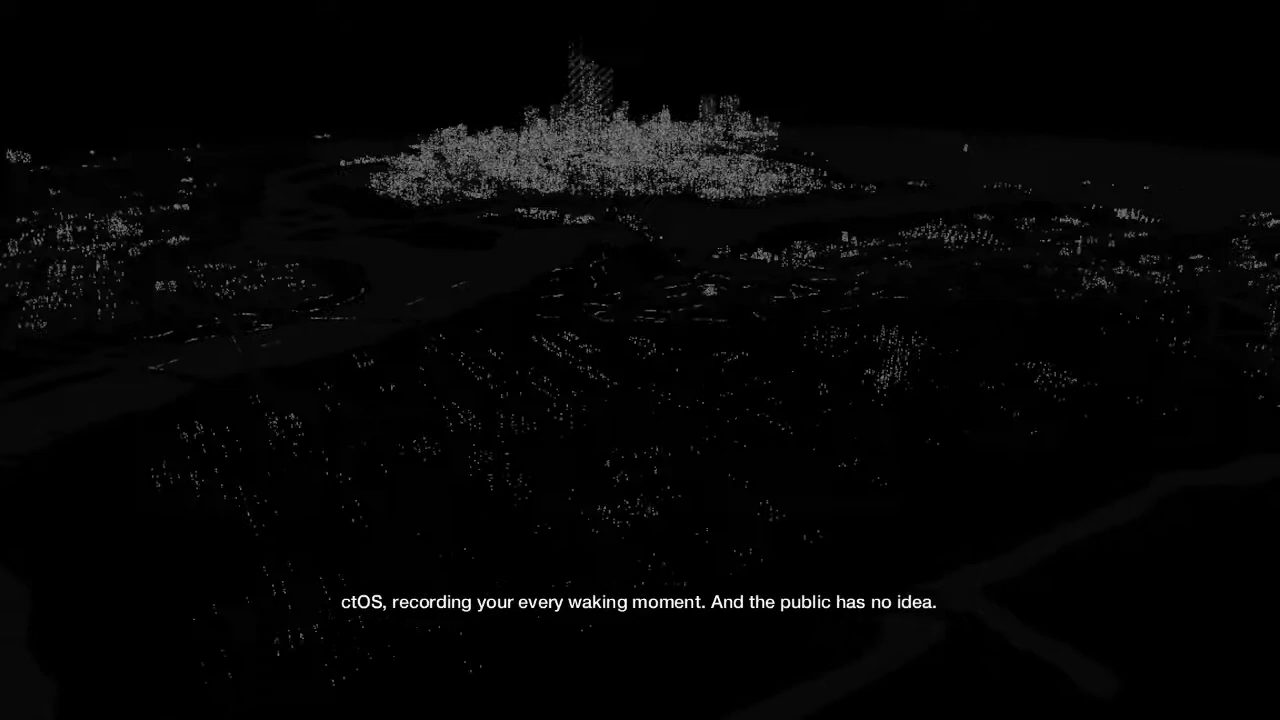 ctOS, recording your every waking moment. And the public has no idea.